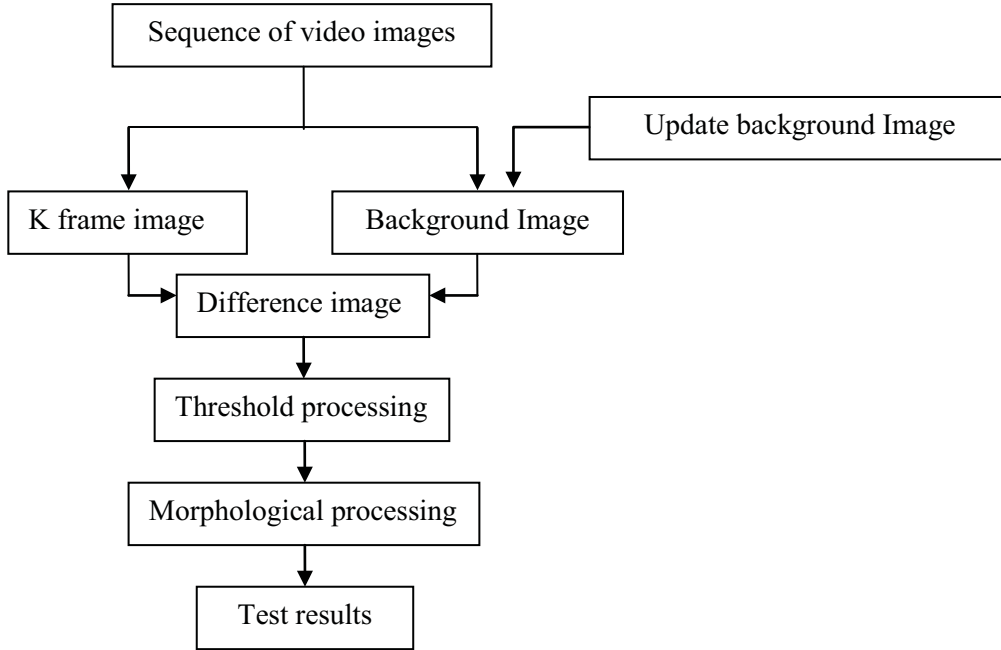 Sequence of video images
Update background Image
K frame image
Background Image
Difference image
Threshold processing
Morphological processing
Test results